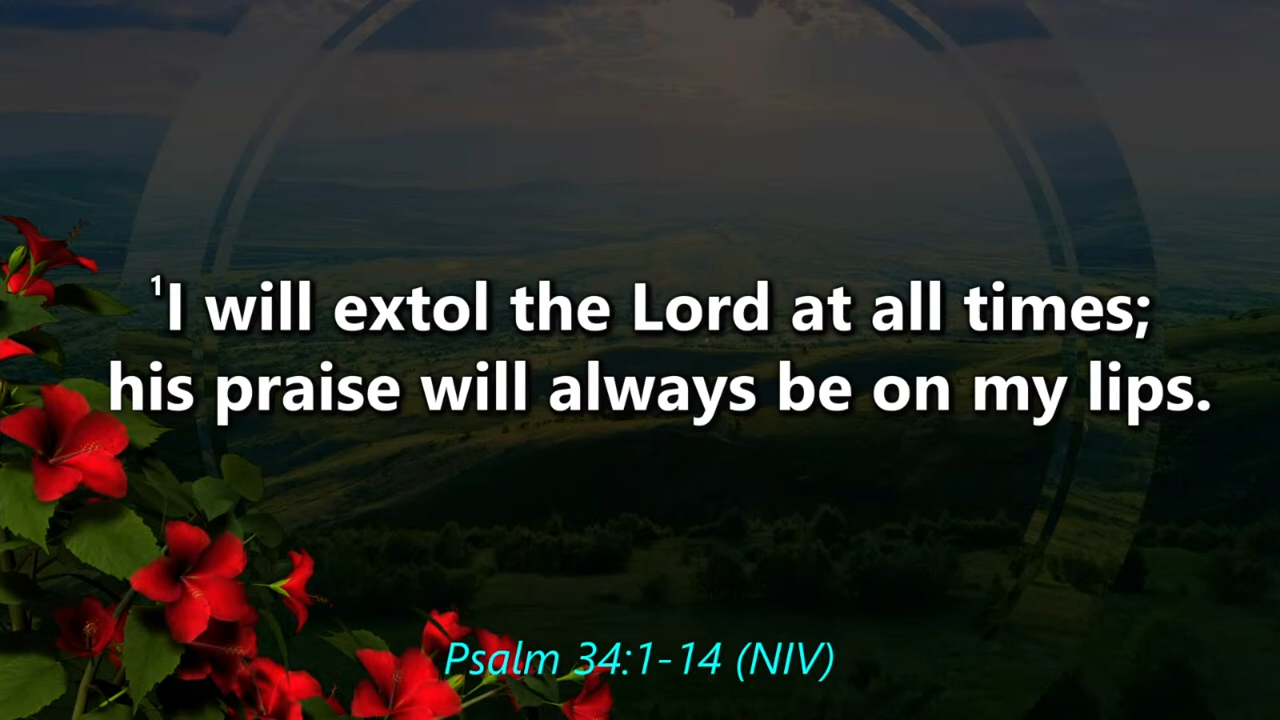 ¹I will extol the Lord at all times;
his praise will always be on my lips.
Psalm 34:1-14 (NIV)